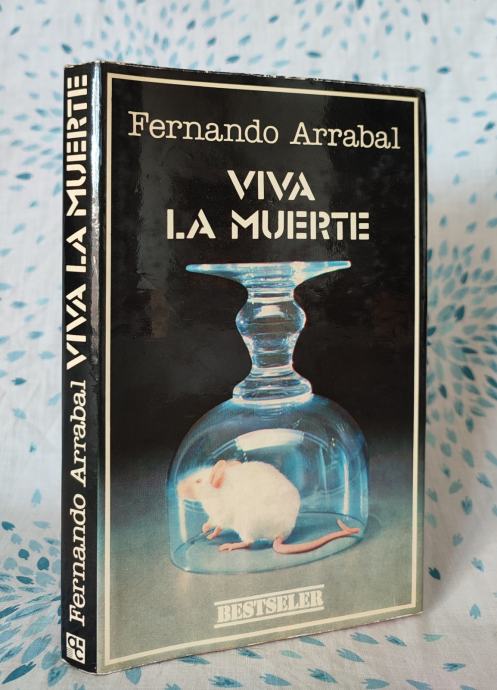 Fernando Arrabal
VIVA
LA MUERTE
BESTSELER
Fernando Arrabal VIVA LA MUERTE